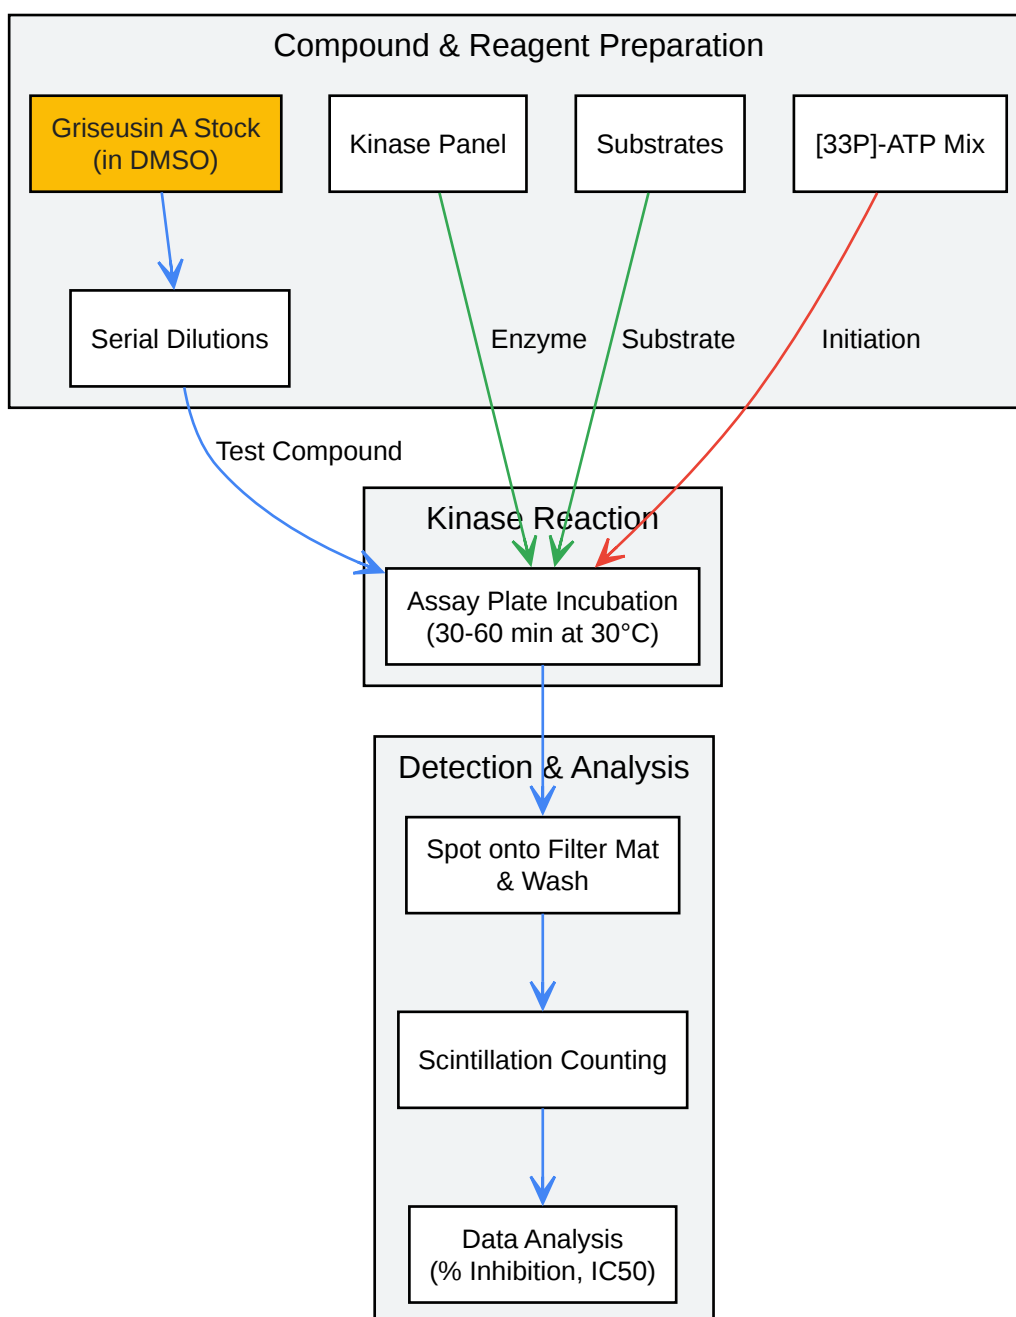 Compound & Reagent Preparation
Griseusin A Stock
(in DMSO)
Kinase Panel
Substrates
[33P]-ATP Mix
Serial Dilutions
Enzyme
Substrate
Initiation
Test Compound
Kinase Reaction
Assay Plate Incubation
(30-60 min at 30°C)
Detection & Analysis
Spot onto Filter Mat
& Wash
Scintillation Counting
Data Analysis
(% Inhibition, IC50)